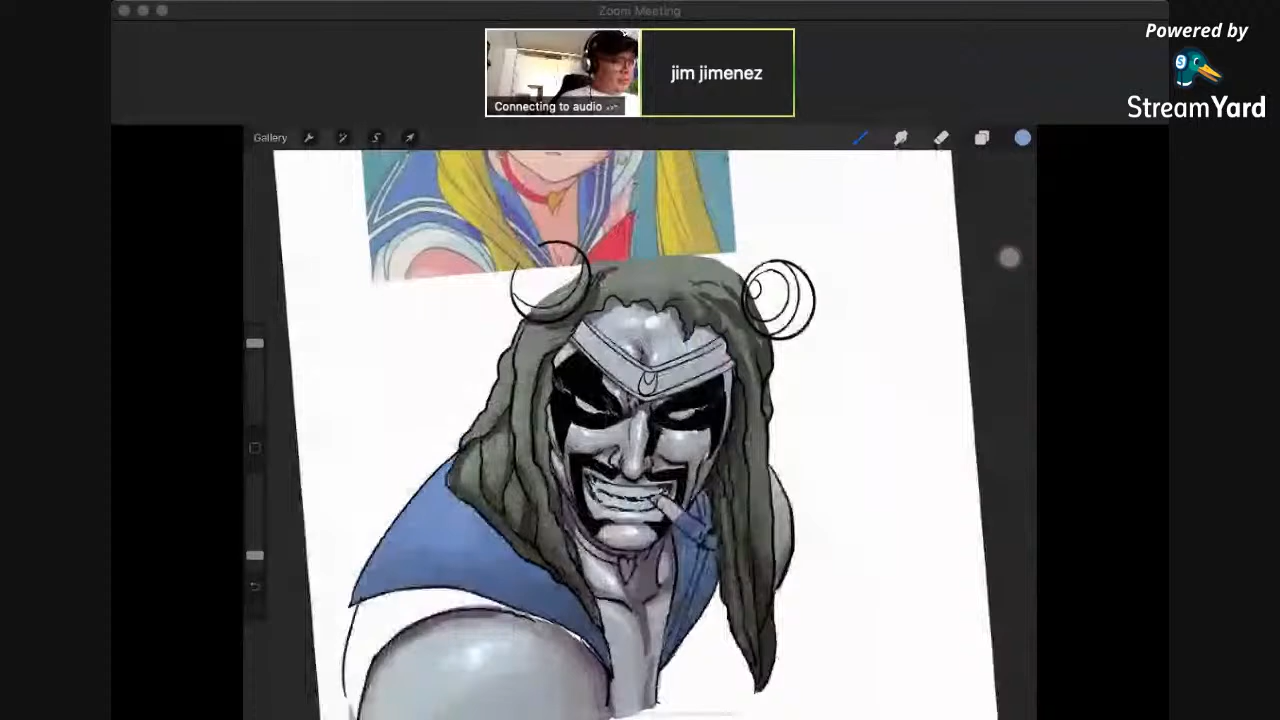 Zoom Meeting
Powered by
jim jimenez
Connecting to audio
StreamYard
Gallery